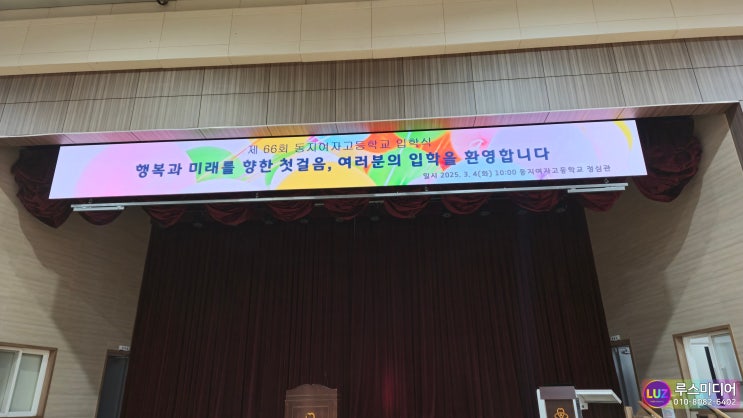 제 66회 동지여자고등학교 입학식
행복과 미래를 향한 첫걸음, 여러분의 입학을 환영합니다
일시 2025. 3. 4(화) 10:00 동지여자고등학교 정심관
LUZ
루스미디어
010-8082-6402